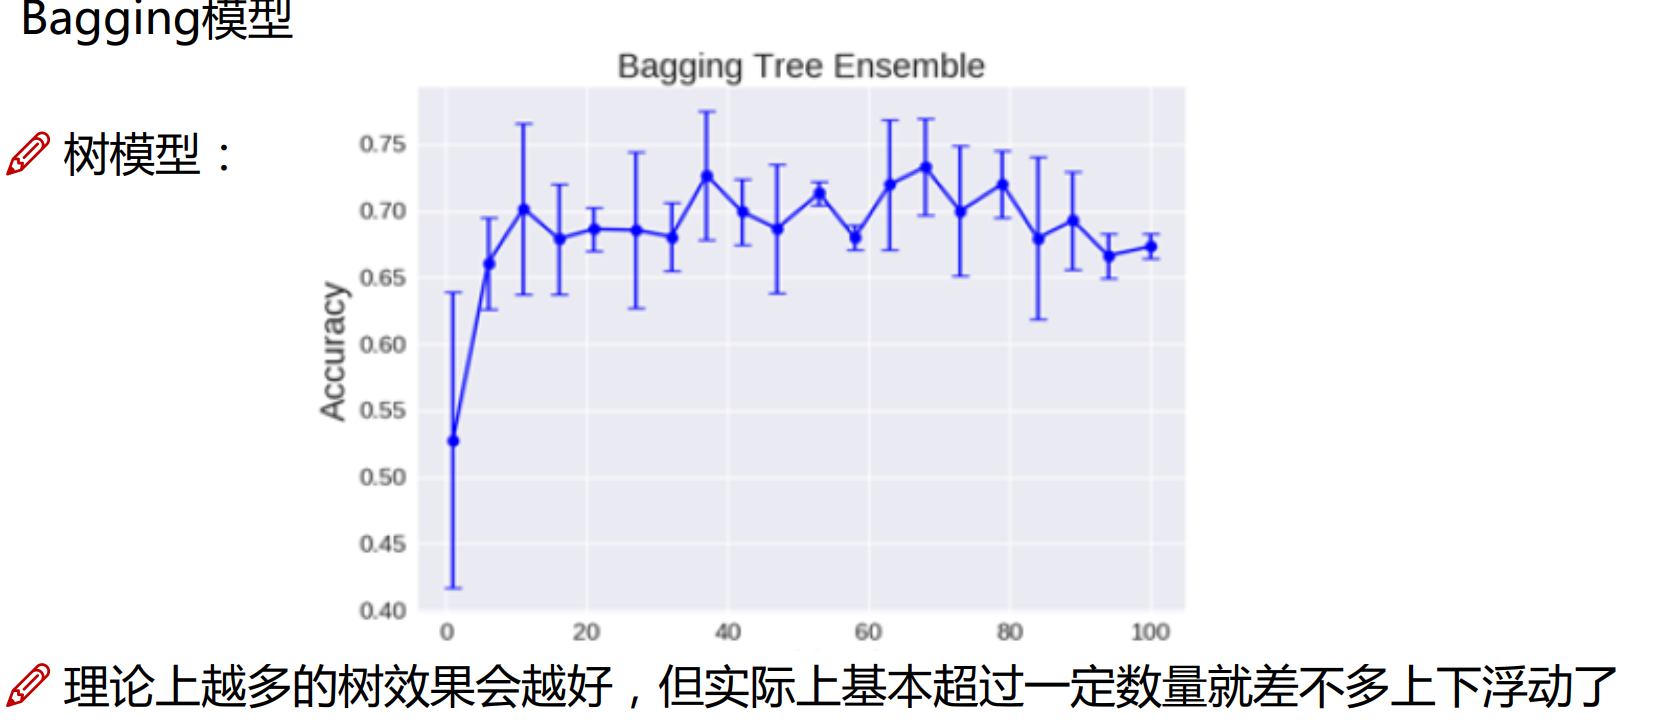 Bagging模型
Bagging Tree Ensemble
树模型：
Accuracy
0.75
0.70
0.65
0.60
0.55
0.50
0.45
0.40
0 20 40 60 80 100
理论上越多的树效果会越好，但实际上基本超过一定数量就差不多上下浮动了